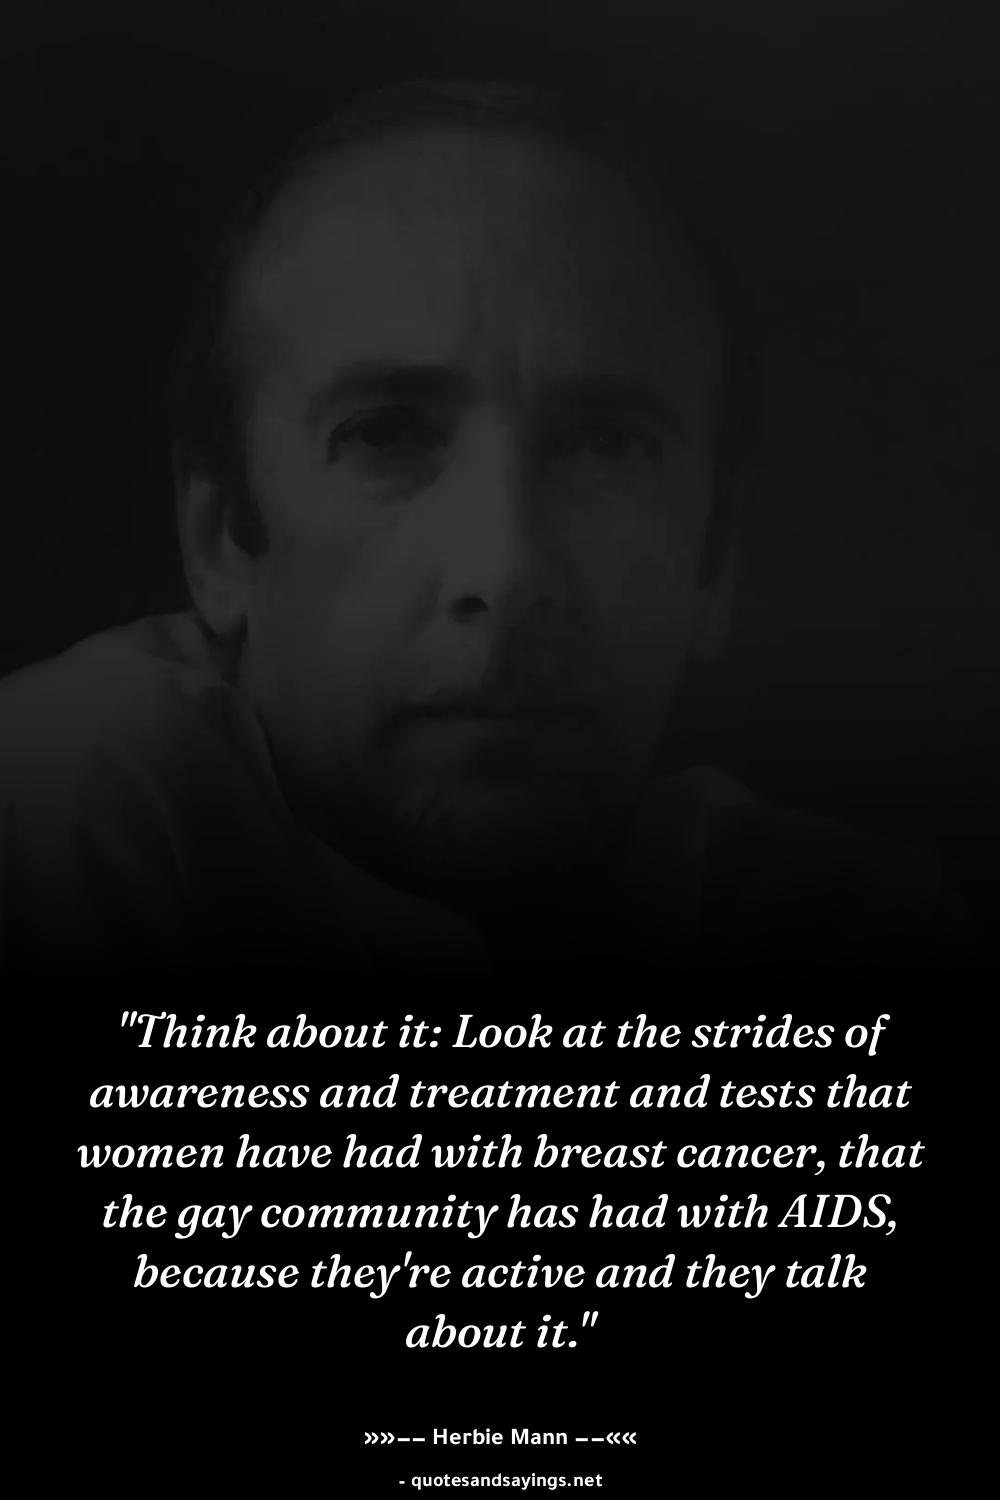 "Think about it: Look at the strides of
awareness and treatment and tests that
women have had with breast cancer, that
the gay community has had with AIDS,
because they're active and they talk
about it."
»»–– Herbie Mann ––««
- quotesandsayings.net